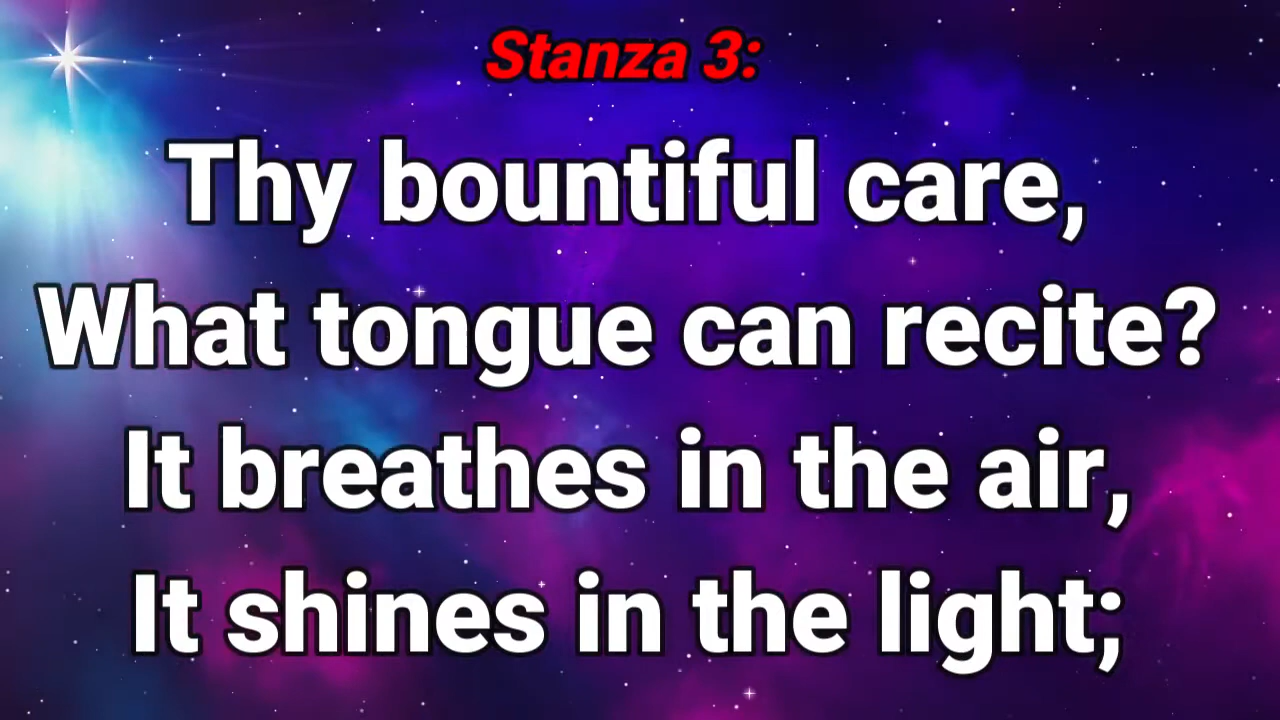 Stanza 3:
Thy bountiful care,
What tongue can recite?
It breathes in the air,
It shines in the light;